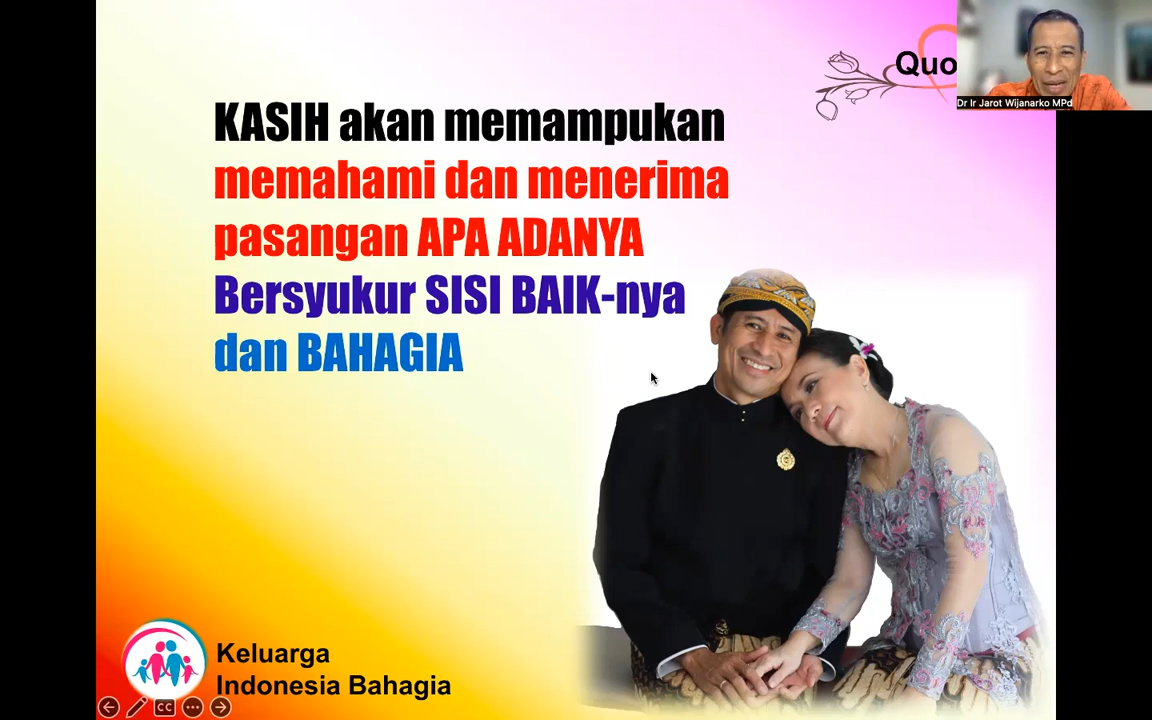 Quo
Dr Ir Jarot Wijanarko MPd
KASIH akan memampukan
memahami dan menerima
pasangan APA ADANYA
Bersyukur SISI BAIK-nya
dan BAHAGIA
Keluarga
Indonesia Bahagia
CC